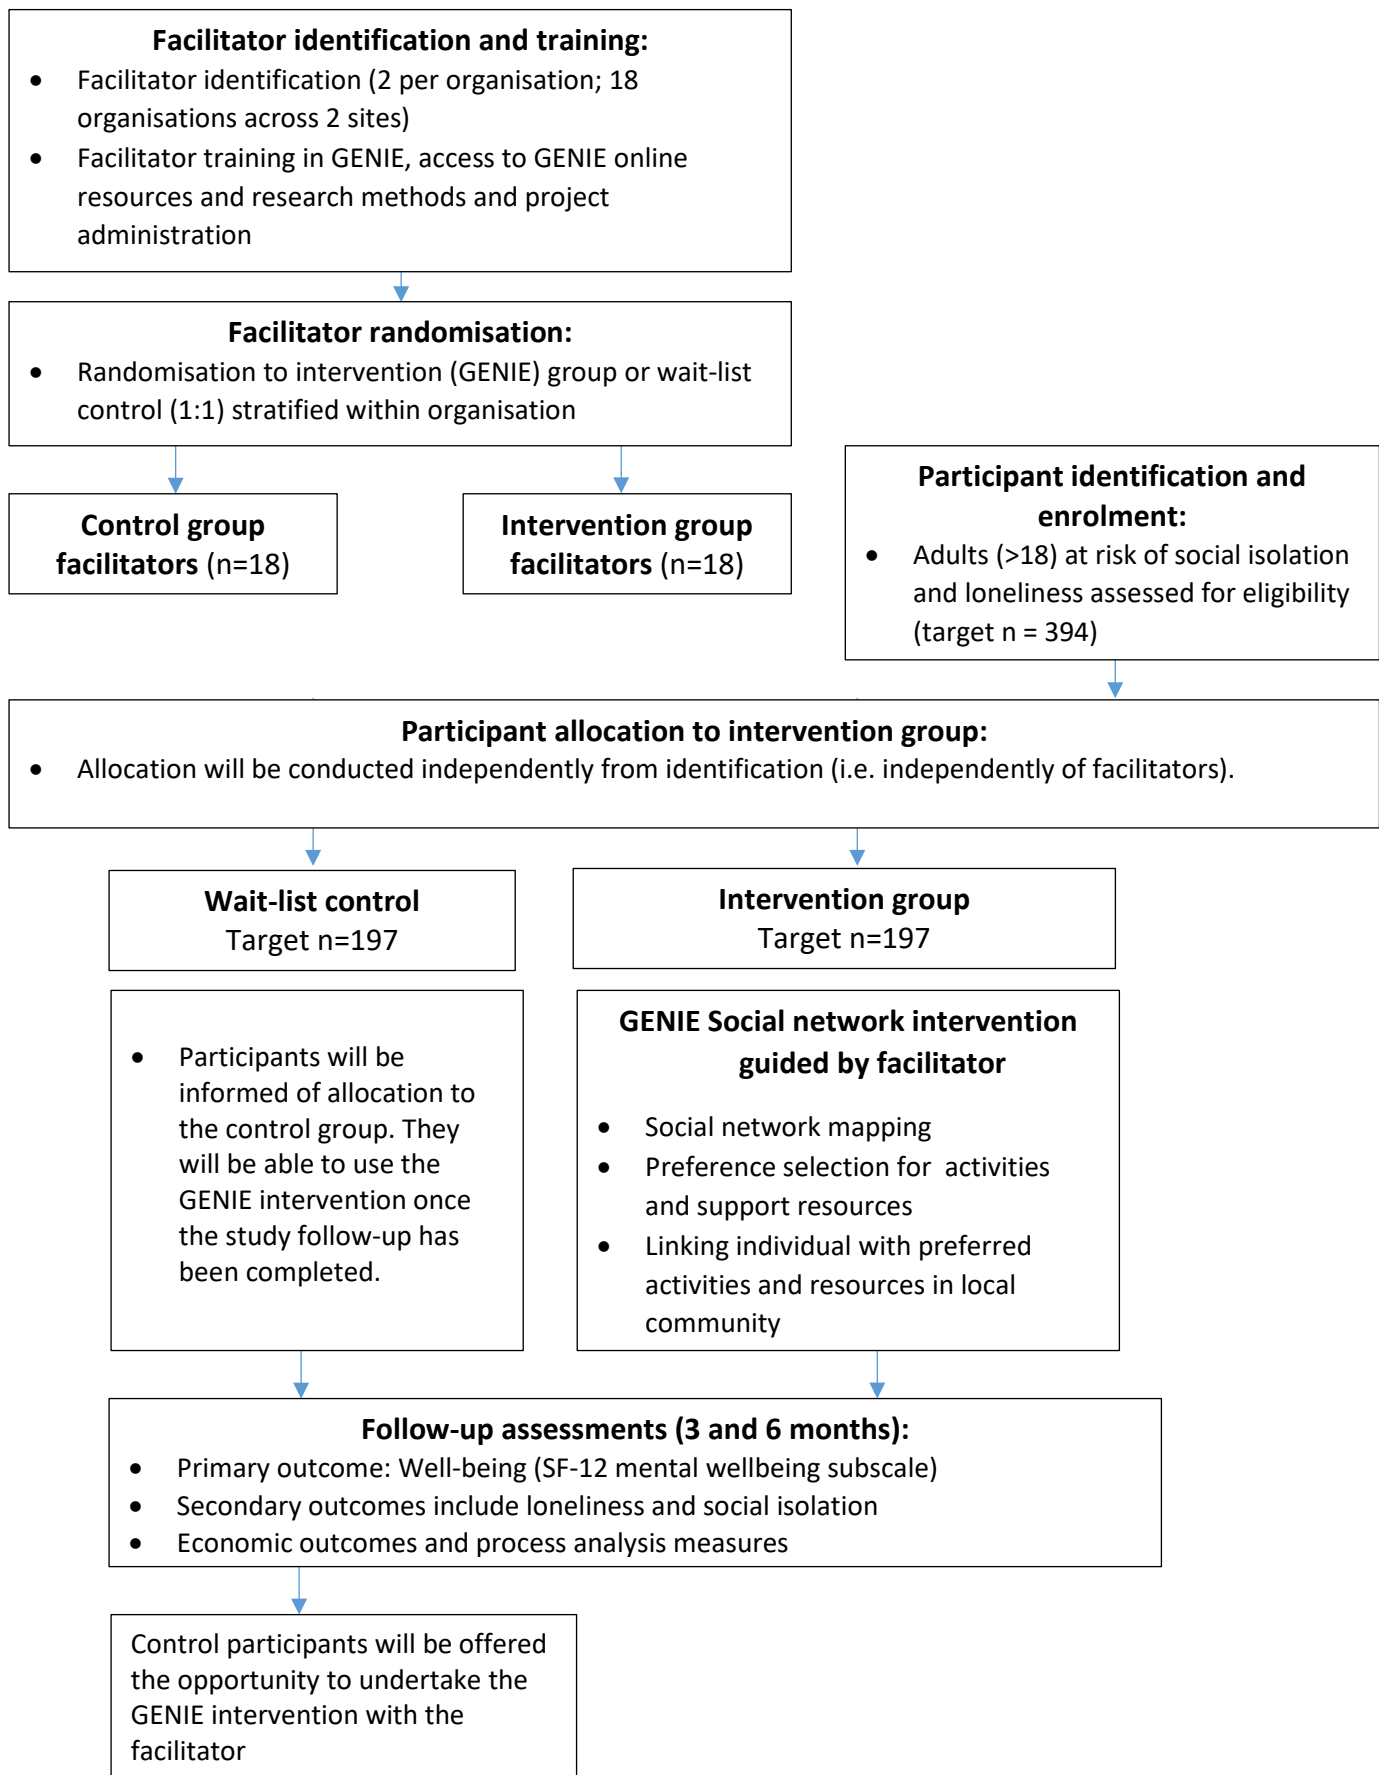 Facilitator identification and training:
• Facilitator identification (2 per organisation; 18
organisations across 2 sites)
• Facilitator training in GENIE, access to GENIE online
resources and research methods and project
administration
Facilitator randomisation:
• Randomisation to intervention (GENIE) group or wait-list
control (1:1) stratified within organisation
Control group
facilitators (n=18)
Intervention group
facilitators (n=18)
Participant identification and
enrolment:
• Adults (>18) at risk of social isolation
and loneliness assessed for eligibility
(target n = 394)
Participant allocation to intervention group:
• Allocation will be conducted independently from identification (i.e. independently of facilitators).
Wait-list control
Target n=197
Intervention group
Target n=197
• Participants will be
informed of allocation to
the control group. They
will be able to use the
GENIE intervention once
the study follow-up has
been completed.
GENIE Social network intervention
guided by facilitator
• Social network mapping
• Preference selection for activities
and support resources
• Linking individual with preferred
activities and resources in local
community
Follow-up assessments (3 and 6 months):
• Primary outcome: Well-being (SF-12 mental wellbeing subscale)
• Secondary outcomes include loneliness and social isolation
• Economic outcomes and process analysis measures
Control participants will be offered
the opportunity to undertake the
GENIE intervention with the
facilitator